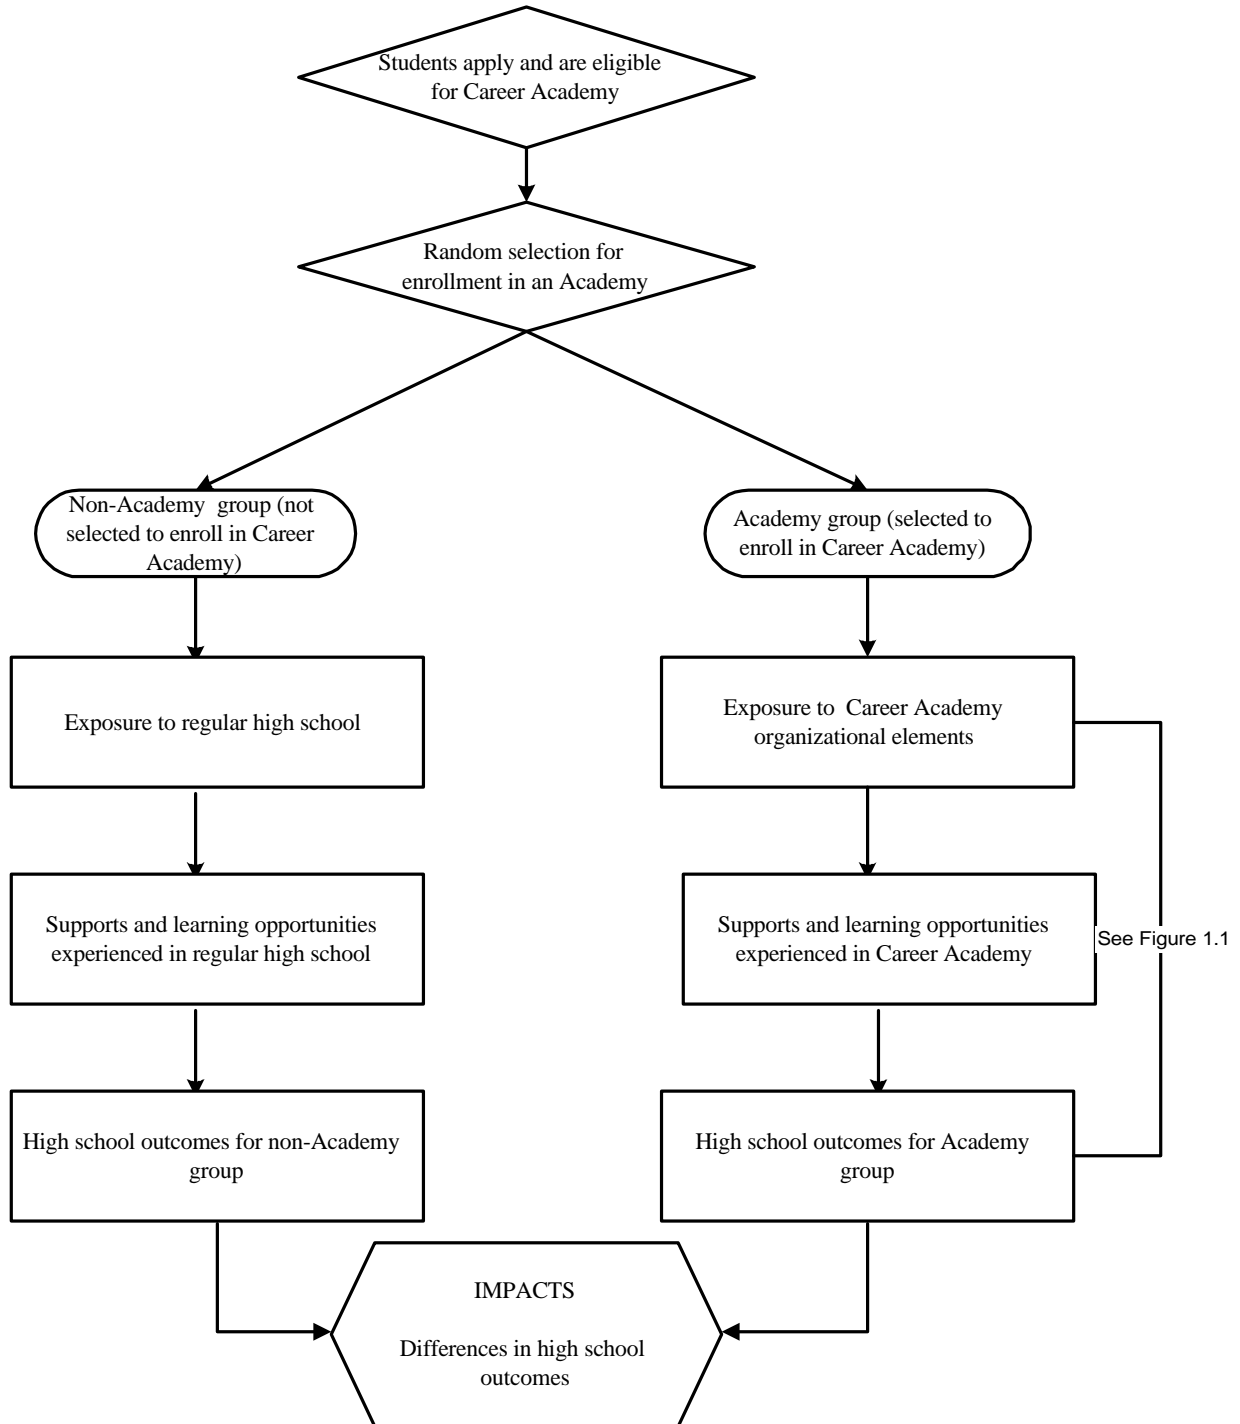 Students apply and are eligible
for Career Academy
Random selection for
enrollment in an Academy
Non-Academy group (not
selected to enroll in Career
Academy)
Academy group (selected to
enroll in Career Academy)
Exposure to regular high school
Exposure to Career Academy
organizational elements
Supports and learning opportunities
experienced in regular high school
Supports and learning opportunities
experienced in Career Academy
See Figure 1.1
High school outcomes for non-Academy
group
High school outcomes for Academy
group
IMPACTS
Differences in high school
outcomes